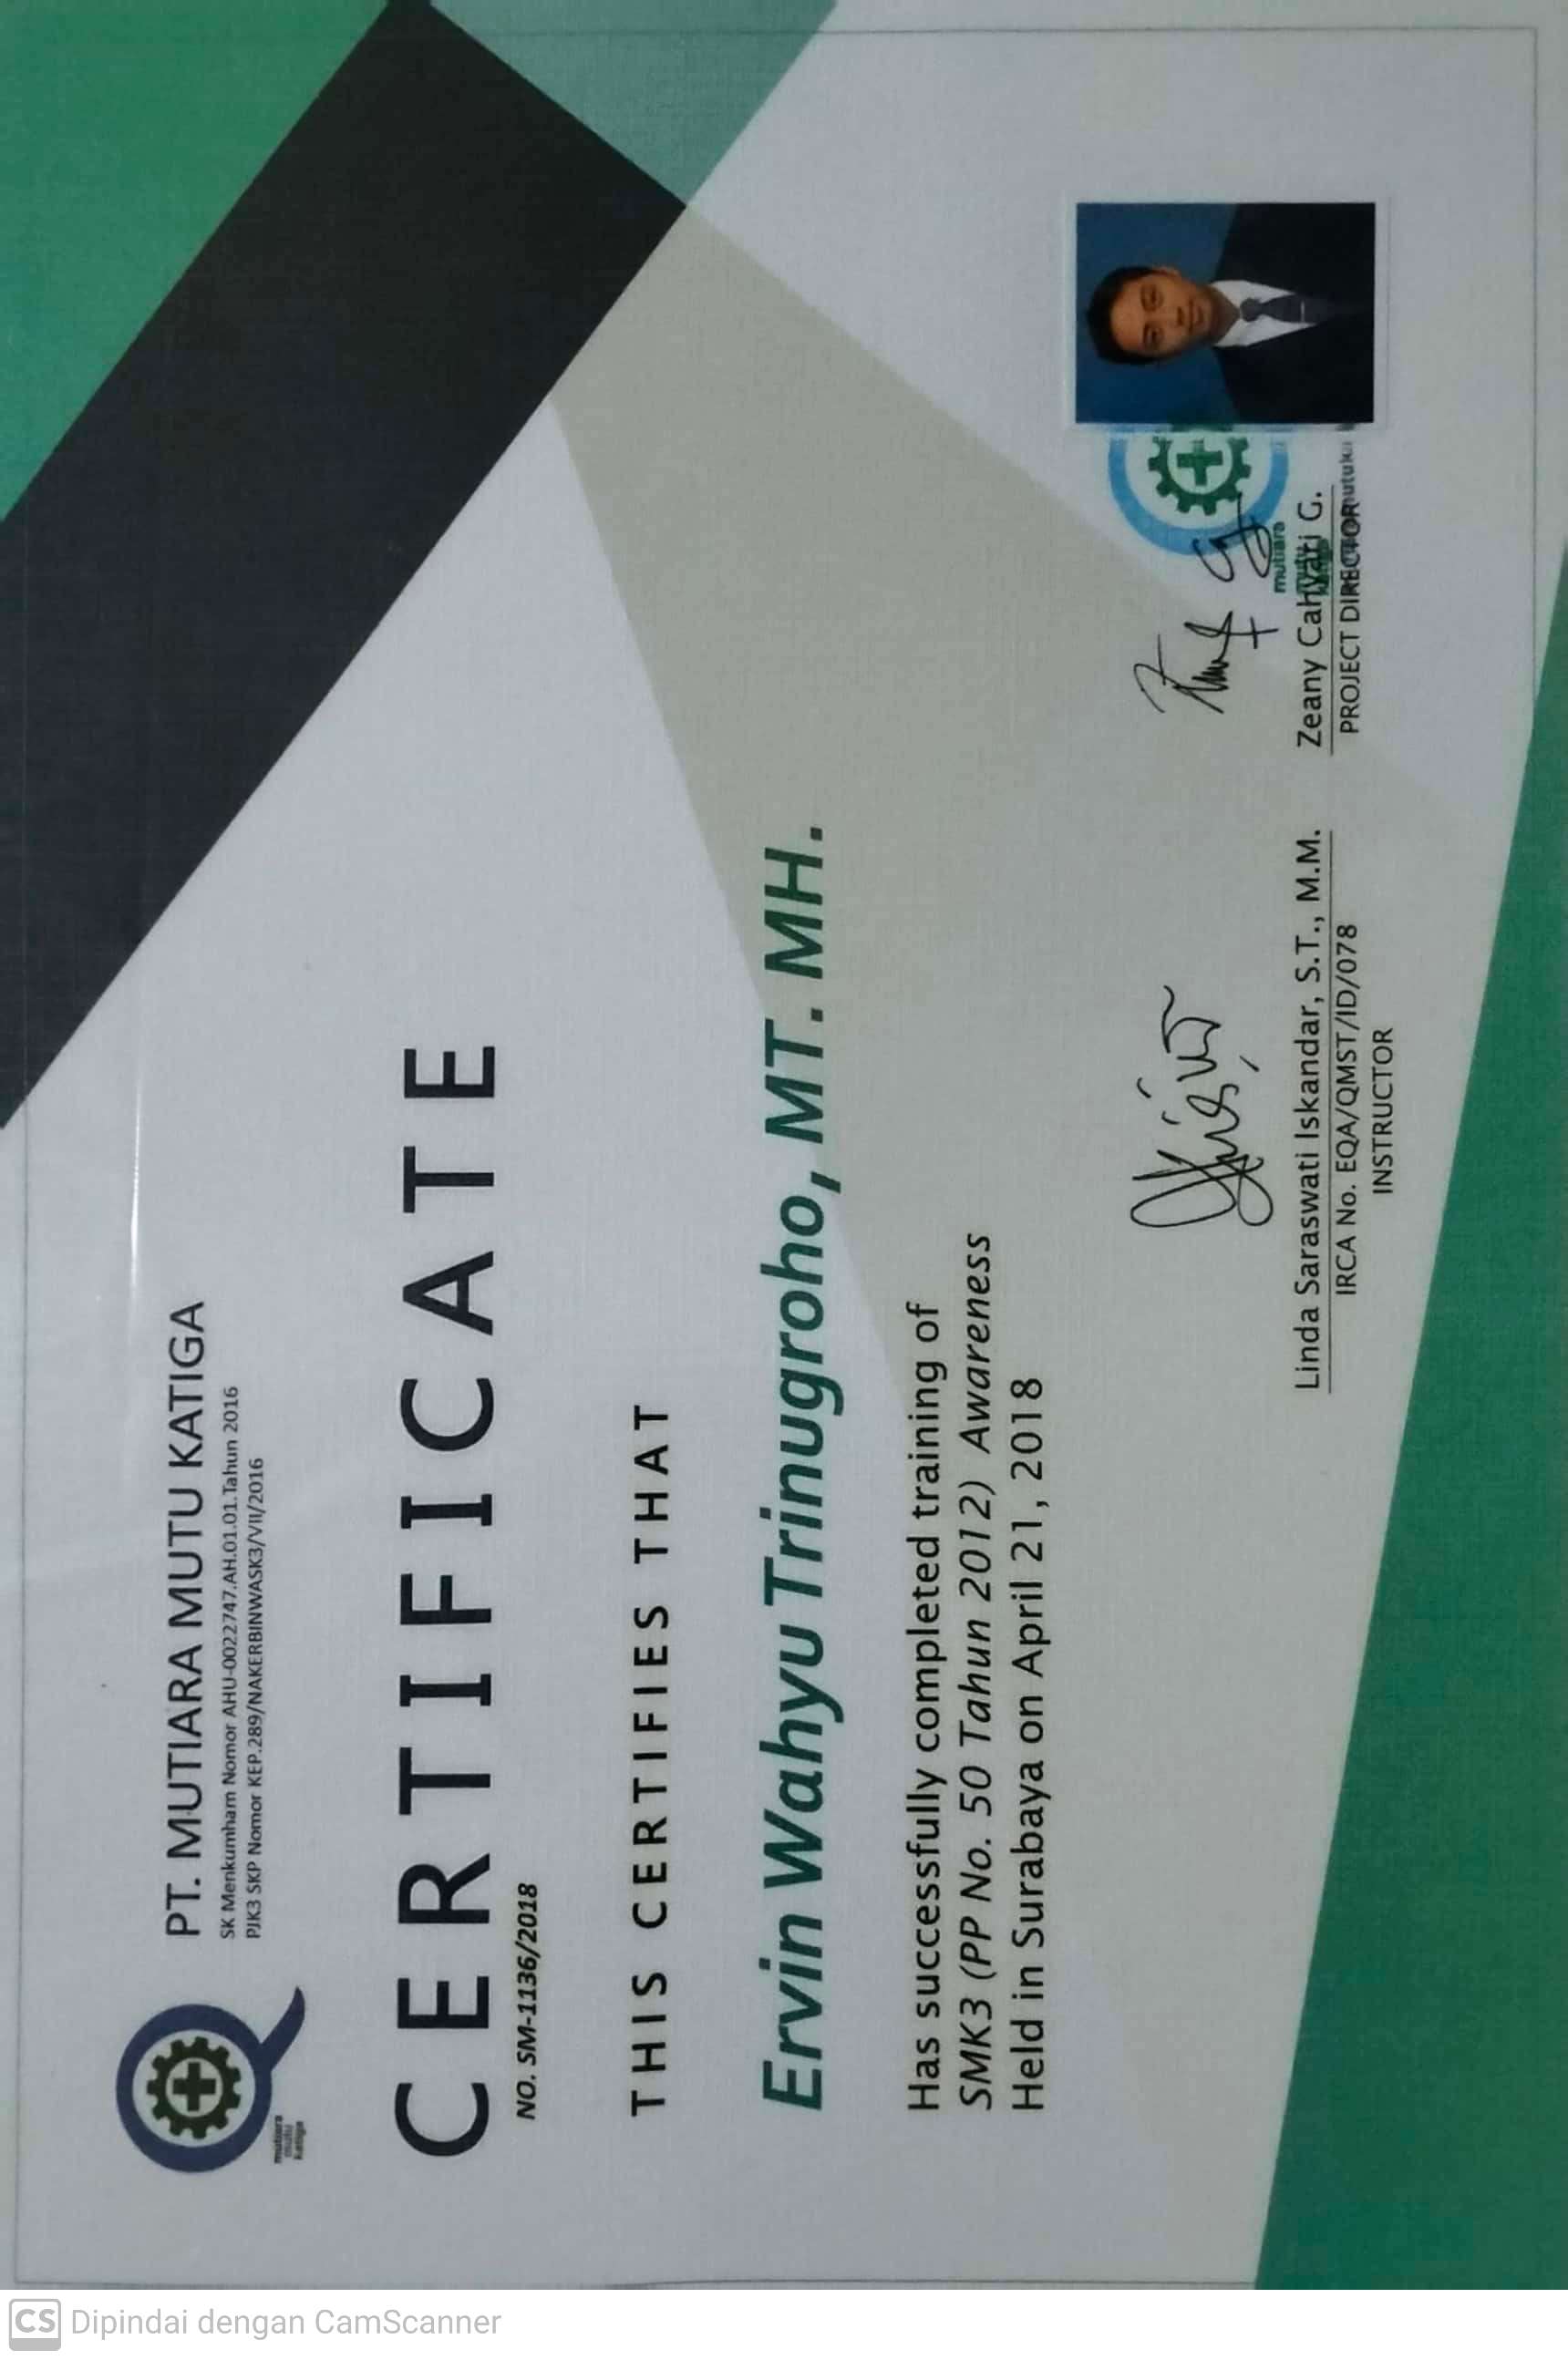 CS Dipindai dengan CamScanner
mutiara
mutu
katiga
PT. MUTIARA MUTU KATIGA
SK Menkumham Nomor AHU-0022747.AH.01.01.Tahun 2016
PJK3 SKP Nomor KEP.289/NAKERBINWASK3/VII/2016
CERTIFICATE
NO. SM-1136/2018
THIS CERTIFIES THAT
Ervin Wahyu Trinugroho, MT. MH.
Has successfully completed training of
SMK3 (PP No. 50 Tahun 2012) Awareness
Held in Surabaya on April 21, 2018
Linda Saraswati Iskandar, S.T., M.M.
IRCA No. EQA/QMST/ID/078
INSTRUCTOR
mutiara
mutu
Zeany Cahyari G.
PROJECT DIRECTOR